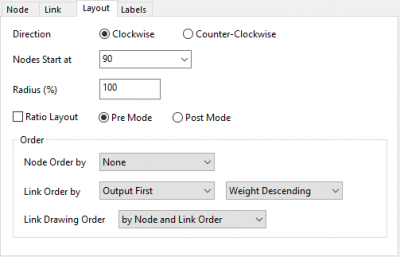 Node Link Layout Labels
Direction Clockwise Counter-Clockwise
Nodes Start at 90
Radius (%) 100
Ratio Layout Pre Mode Post Mode
Order
Node Order by None
Link Order by Output First Weight Descending
Link Drawing Order by Node and Link Order